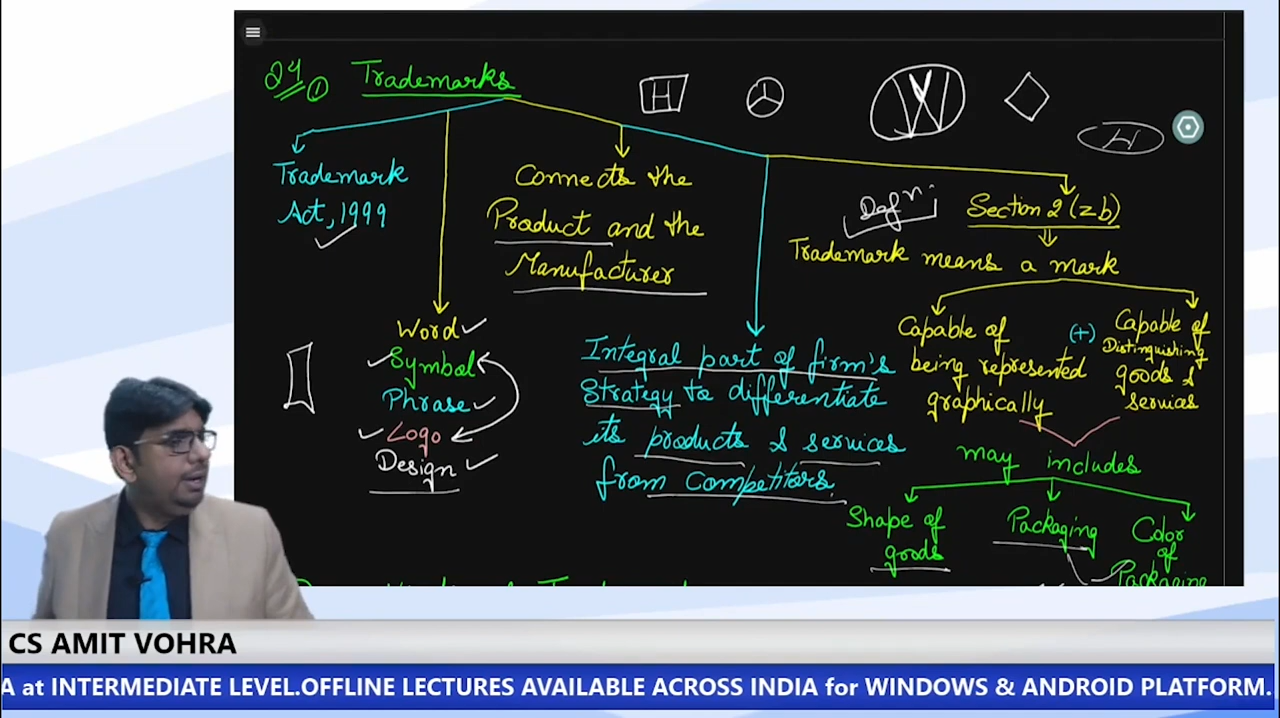 24 ① Trademarks
H
W
H
Trademark
Act, 1999
Connects the
Product and the
Manufacturer
Defn:
Section 2 (zb)
Trademark means a mark
Word
Symbol
Phrase
Logo
Design
Integral part of firm's
Strategy to differentiate
its products & services
from Competitors.
Capable of
being represented
graphically
(+)
Capable of
Distinguishing
goods &
services
may includes
Shape of
goods
Packaging
Color
of
Packaging
CS AMIT VOHRA
A at INTERMEDIATE LEVEL.OFFLINE LECTURES AVAILABLE ACROSS INDIA for WINDOWS & ANDROID PLATFORM.